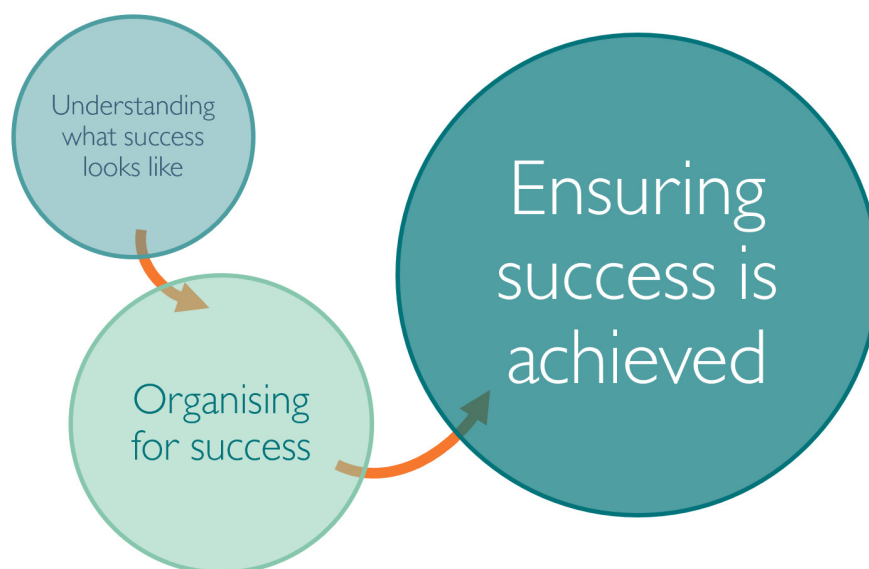 Understanding
what success
looks like
Organising
for success
Ensuring
success is
achieved